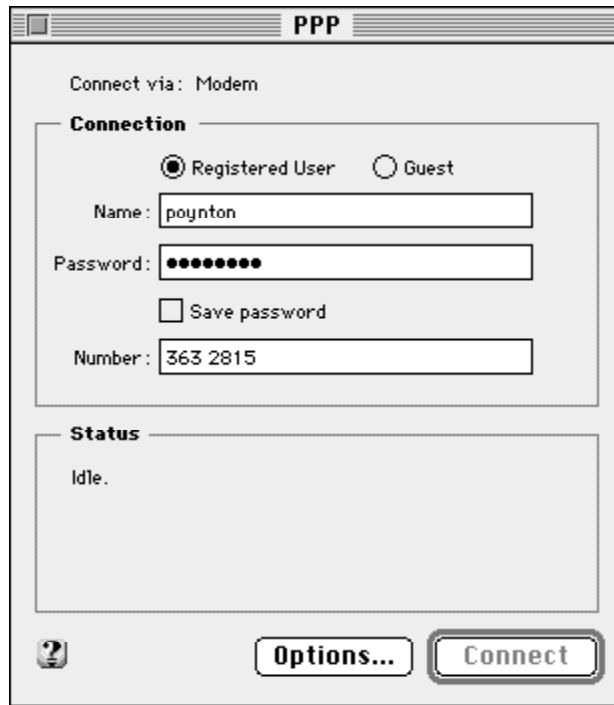 PPP
Connect via: Modem
Connection
Registered User Guest
Name: poynton
Password: ●●●●●●●●
Save password
Number: 363 2815
Status
Idle.
? Options... Connect